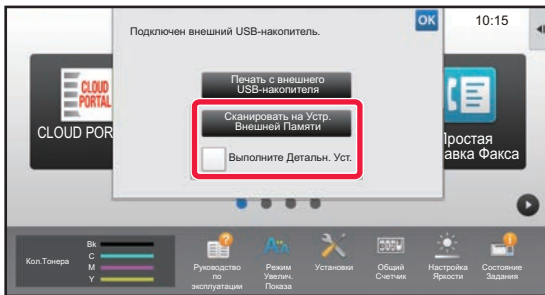 Подключен внешний USB-накопитель.
OK
10:15
Печать с внешнего
USB-накопителя
Сканировать на Устр.
Внешней Памяти
Выполните Детальн. Уст.
CLOUD
PORTAL
CLOUD POR
Простая
авка Факса
Кол.Тонера
Bk
C
M
Y
Руководство
по
эксплуатации
Режим
Увелич.
Показа
Установки
Общий
Счетчик
Настройка
Яркости
Состояние
Задания